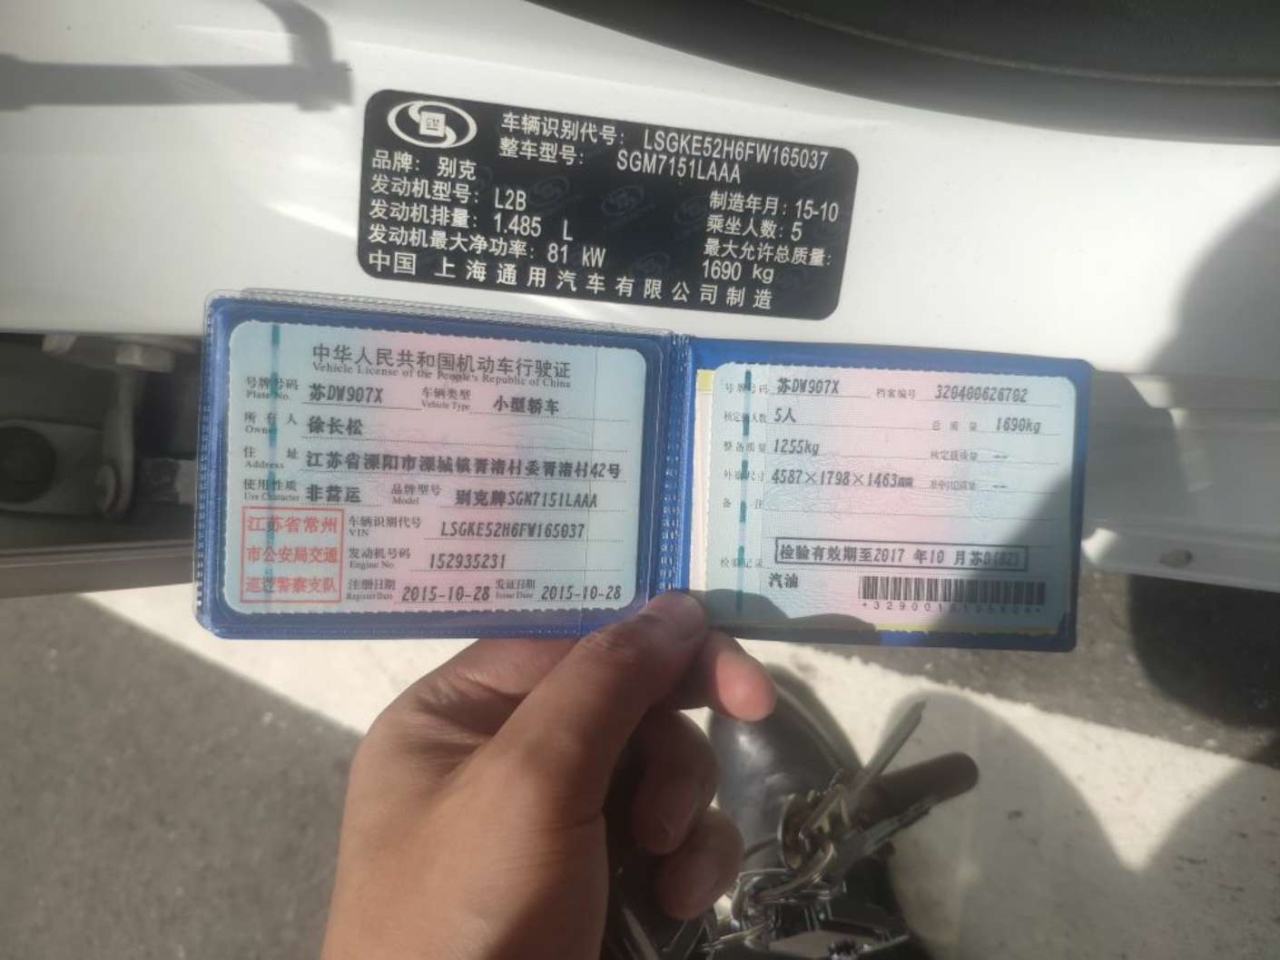 车辆识别代号: LSGKE52H6FW165037
整车型号: SGM7151LAAA
品牌: 别克
发动机型号: L2B
制造年月: 15-10
发动机排量: 1.485 L
乘坐人数: 5
发动机最大净功率: 81 kW
最大允许总质量:
1690 kg
中国 上海通用汽车有限公司制造
中华人民共和国机动车行驶证
Vehicle License of the People's Republic of China
号牌号码 苏DW907X 车辆类型 小型轿车
Plate No. Vehicle Type
所有人 徐长松
Owner
住址 江苏省溧阳市溧城镇胥渚村委胥渚村42号
Address
使用性质 非营运 品牌型号 别克牌SGM7151LAAA
Use Character Model
江苏省常州
市公安局交通
巡逻警察支队
车辆识别代号 LSGKE52H6FW165037
VIN
发动机号码 152935231
Engine No.
注册日期 2015-10-28 发证日期 2015-10-28
Register Date Issue Date
号牌号码 苏DW907X 档案编号 320400626702
核定载人数 5人 总质量 1690kg
整备质量 1255kg 核定载质量 --
外廓尺寸 4587×1798×1463mm 准牵引总质量 --
备注
检验有效期至2017年10月苏D
检验记录
汽油